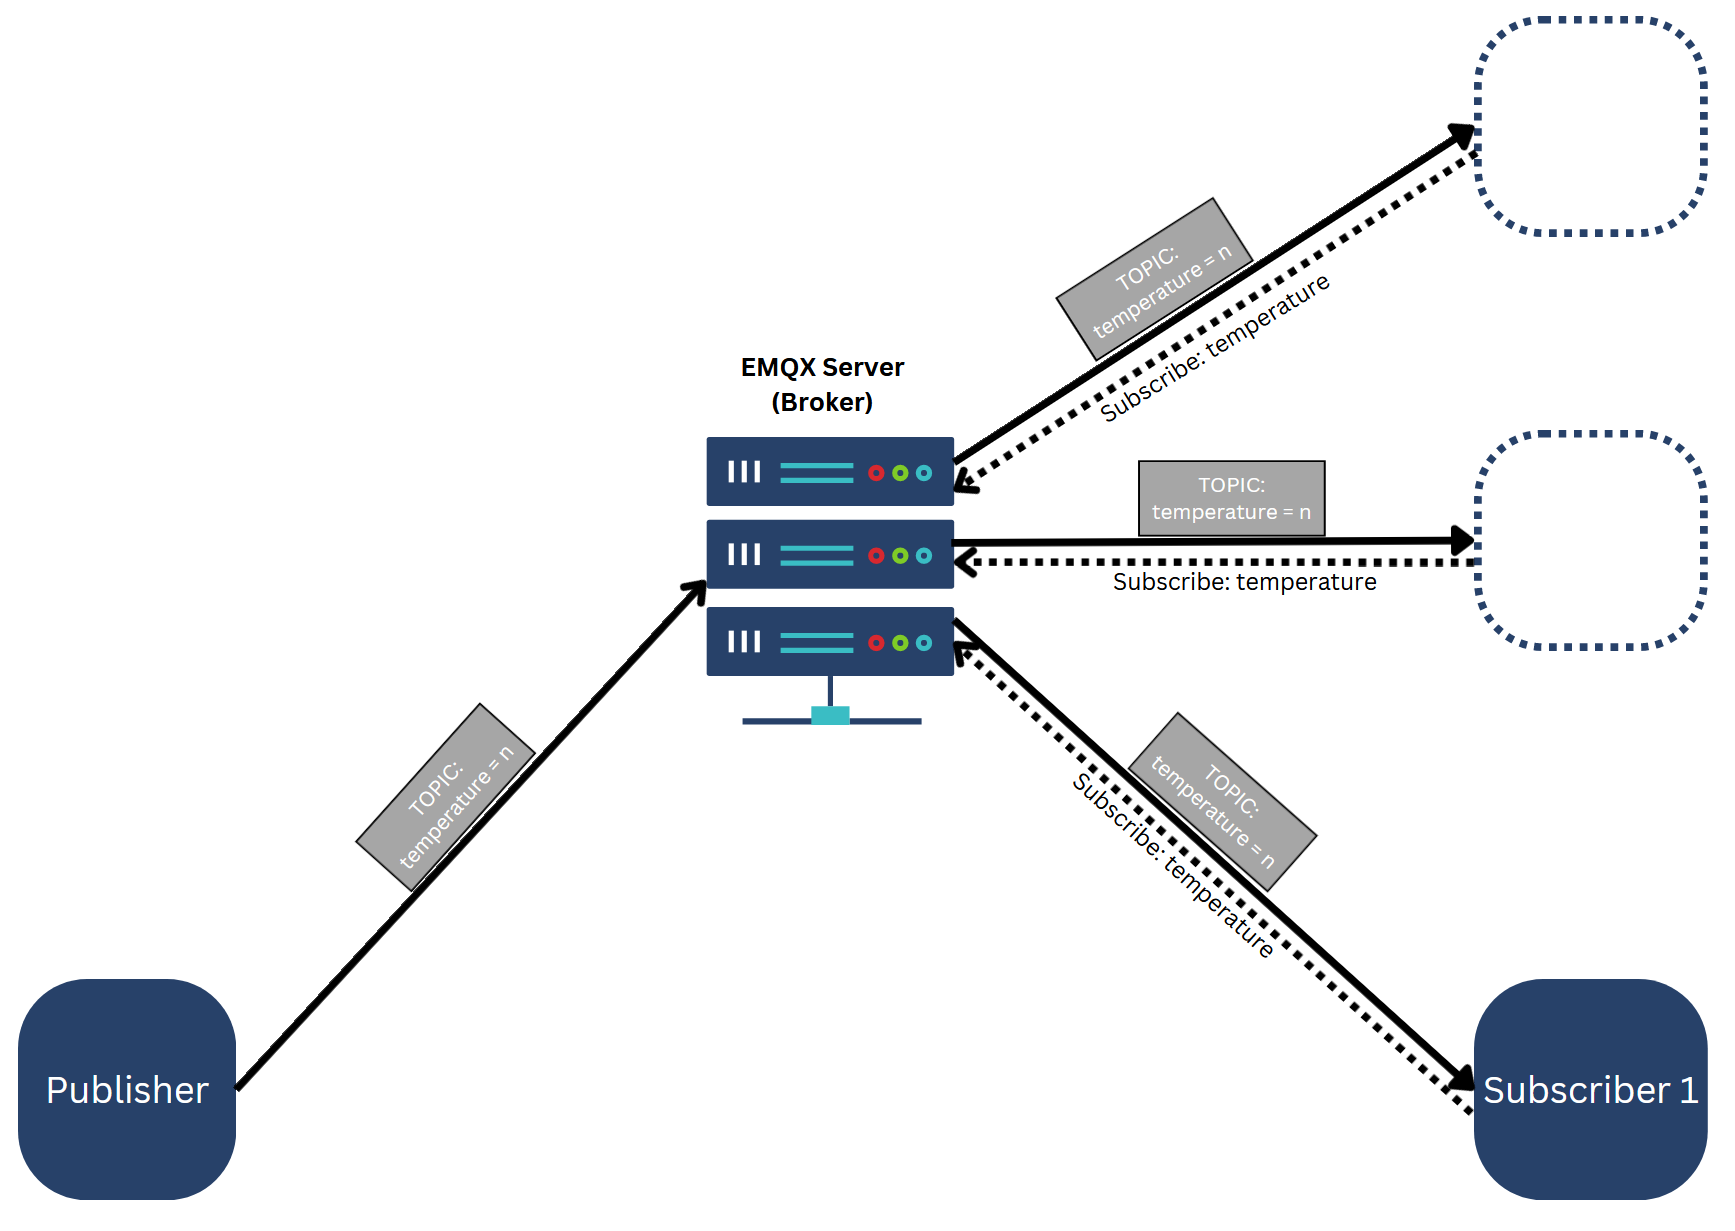 TOPIC:
temperature = n
Subscribe: temperature
EMQX Server
(Broker)
TOPIC:
temperature = n
Subscribe: temperature
TOPIC:
temperature = n
TOPIC:
temperature = n
Subscribe: temperature
Publisher
Subscriber 1